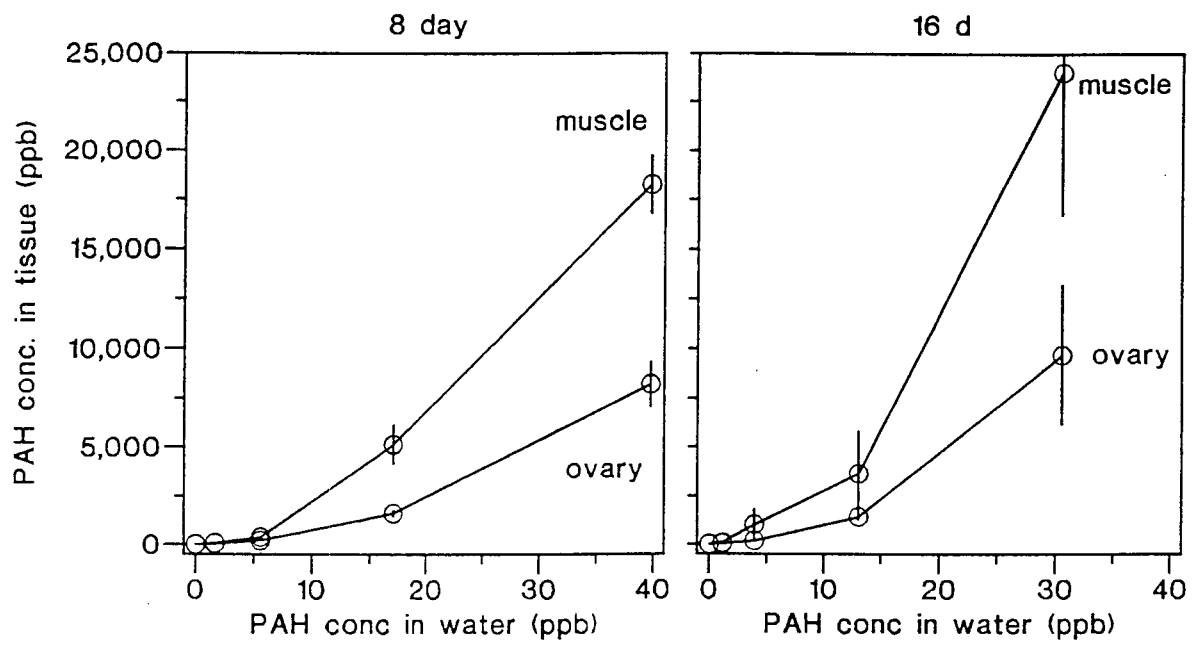 8 day
16 d
25,000
20,000
15,000
10,000
5,000
0
PAH conc. in tissue (ppb)
muscle
ovary
muscle
ovary
0 10 20 30 40
0 10 20 30 40
PAH conc in water (ppb)
PAH conc in water (ppb)